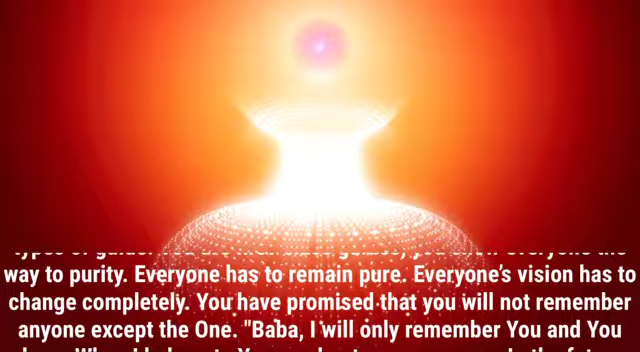 way to purity. Everyone has to remain pure. Everyone’s vision has to
change completely. You have promised that you will not remember
anyone except the One. "Baba, I will only remember You and You